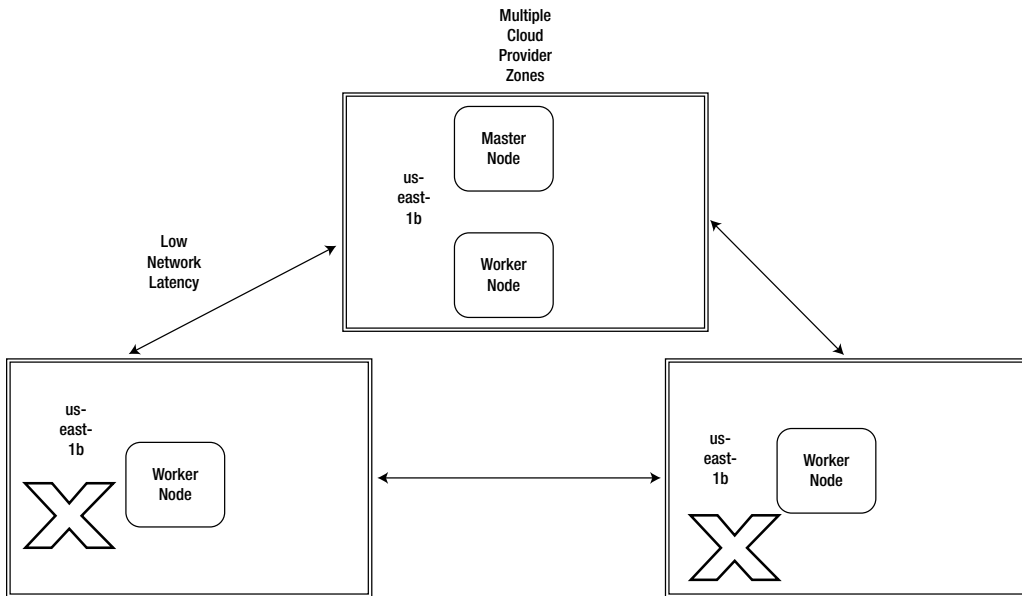 Multiple
Cloud
Provider
Zones
Master
Node
us-
east-
1b
Worker
Node
Low
Network
Latency
us-
east-
1b
Worker
Node
us-
east-
1b
Worker
Node